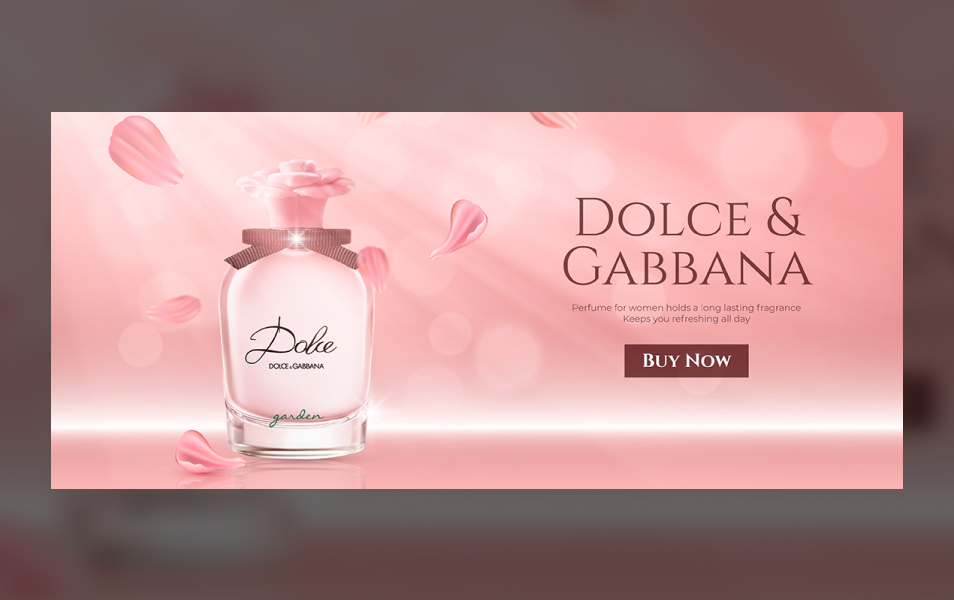 Dolce
DOLCE & GABBANA
garden
Dolce &
Gabbana
Perfume for women holds a long lasting fragrance
Keeps you refreshing all day
Buy Now